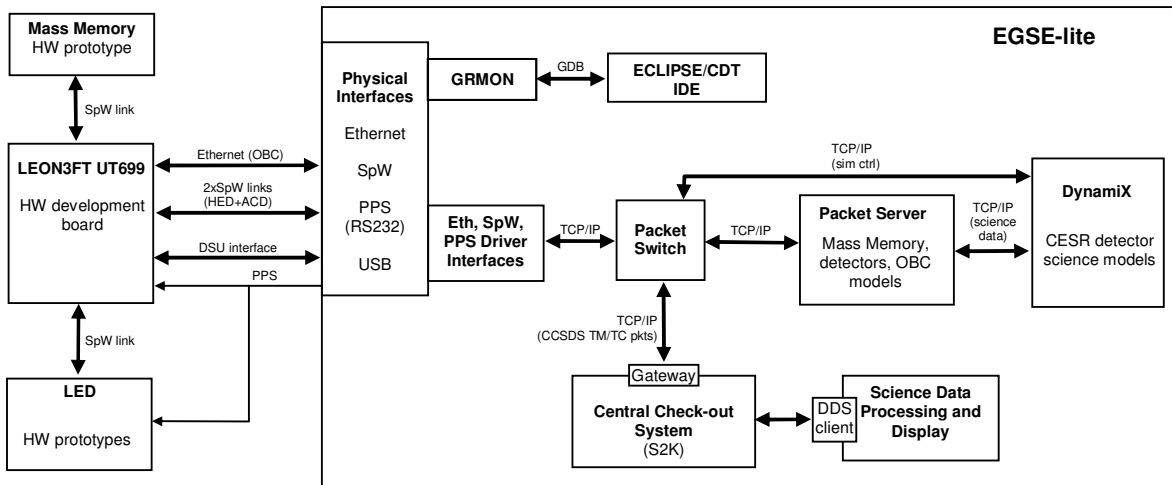 EGSE-lite
Mass Memory
HW prototype
SpW link
LEON3FT UT699
HW development
board
SpW link
LED
HW prototypes
Ethernet (OBC)
2xSpW links
(HED+ACD)
DSU interface
PPS
Physical
Interfaces
Ethernet
SpW
PPS
(RS232)
USB
GRMON
GDB
ECLIPSE/CDT
IDE
Eth, SpW,
PPS Driver
Interfaces
TCP/IP
Packet
Switch
TCP/IP
(sim ctrl)
TCP/IP
Packet Server
Mass Memory,
detectors, OBC
models
TCP/IP
(science
data)
DynamiX
CESR detector
science models
TCP/IP
(CCSDS TM/TC pkts)
Gateway
Central Check-out
System
(S2K)
DDS
client
Science Data
Processing and
Display